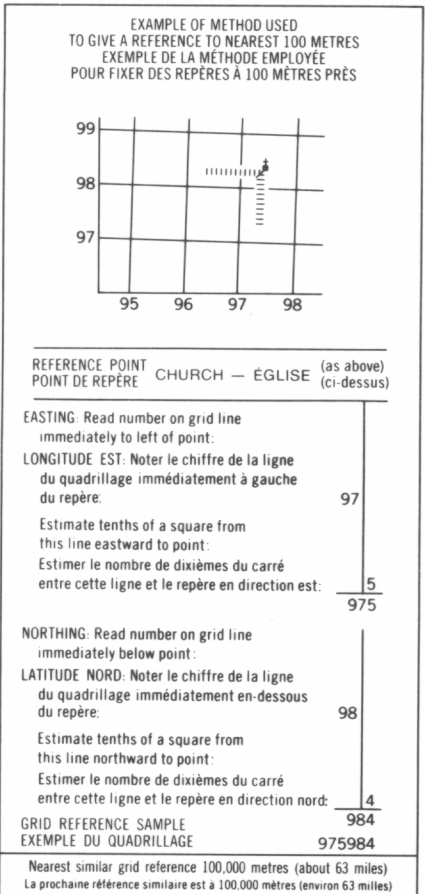 EXAMPLE OF METHOD USED
TO GIVE A REFERENCE TO NEAREST 100 METRES
EXEMPLE DE LA MÉTHODE EMPLOYÉE
POUR FIXER DES REPÈRES À 100 MÈTRES PRÈS
99
98
97
95 96 97 98
REFERENCE POINT
POINT DE REPÈRE
CHURCH — ÉGLISE
(as above)
(ci-dessus)
EASTING: Read number on grid line
immediately to left of point:
LONGITUDE EST: Noter le chiffre de la ligne
du quadrillage immédiatement à gauche
du repère: 97
Estimate tenths of a square from
this line eastward to point:
Estimer le nombre de dixièmes du carré
entre cette ligne et le repère en direction est: 5
975
NORTHING: Read number on grid line
immediately below point:
LATITUDE NORD: Noter le chiffre de la ligne
du quadrillage immédiatement en-dessous
du repère: 98
Estimate tenths of a square from
this line northward to point:
Estimer le nombre de dixièmes du carré
entre cette ligne et le repère en direction nord: 4
984
GRID REFERENCE SAMPLE
EXEMPLE DU QUADRILLAGE 975984
Nearest similar grid reference 100,000 metres (about 63 miles)
La prochaine référence similaire est à 100,000 mètres (environ 63 milles)